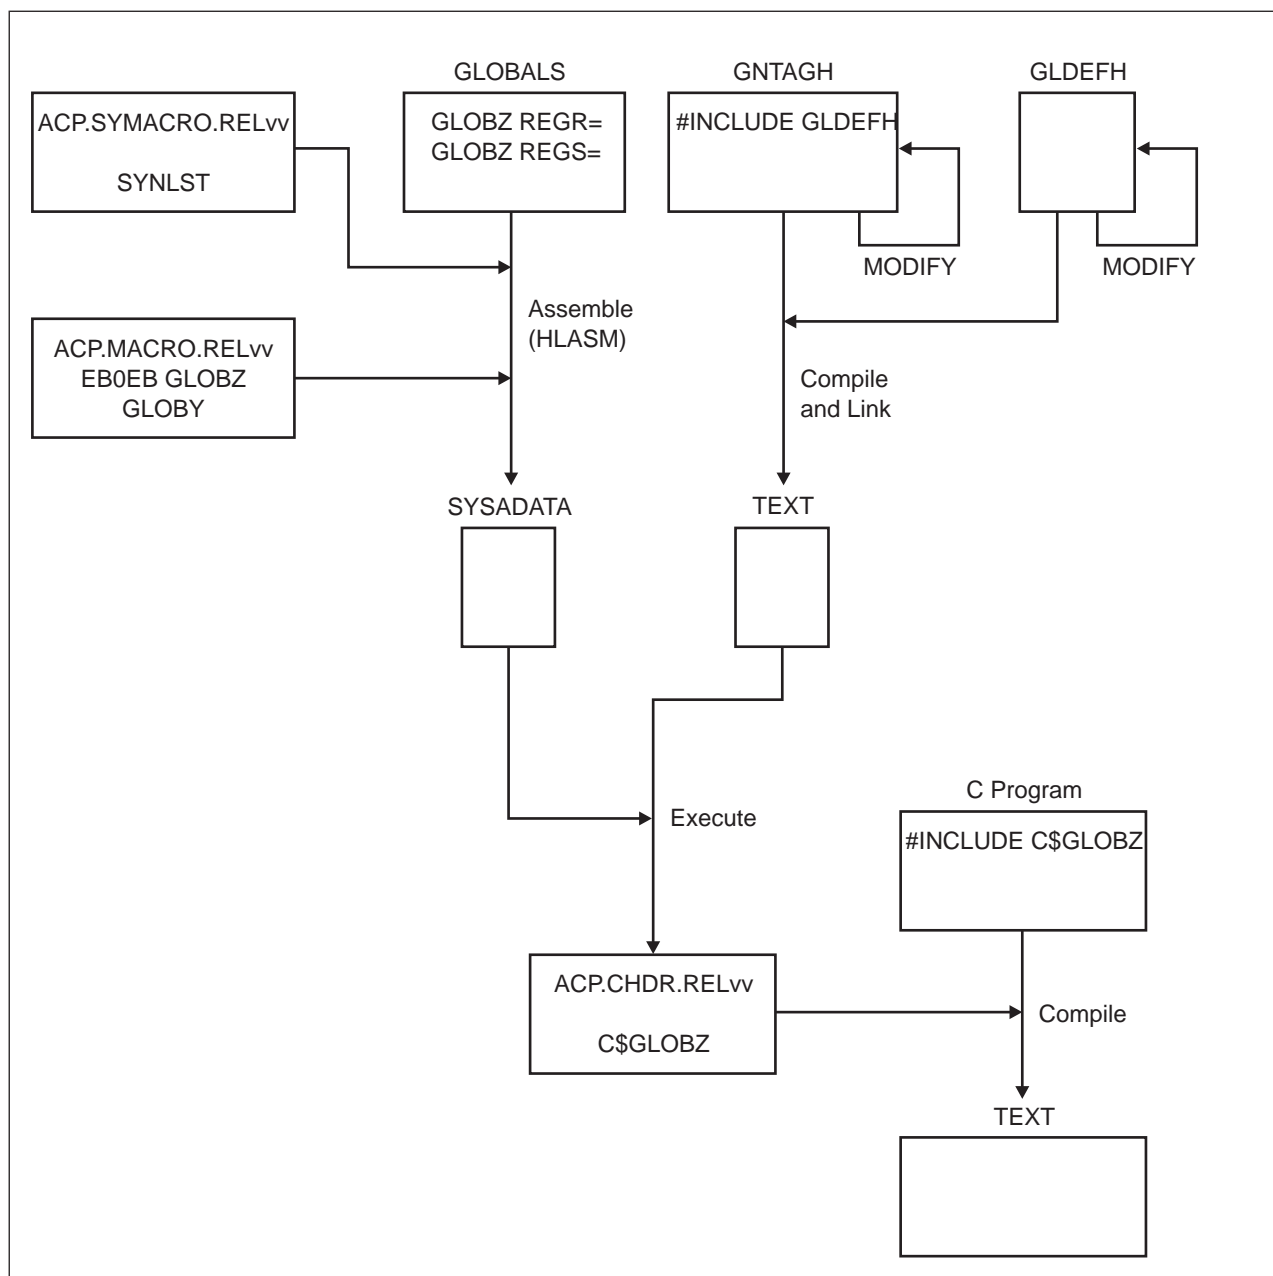 GLOBALS
GNTAGH
GLDEFH
ACP.SYMACRO.RELvv
SYNLST
GLOBZ REGR=
GLOBZ REGS=
#INCLUDE GLDEFH
MODIFY
MODIFY
Assemble
(HLASM)
ACP.MACRO.RELvv
EB0EB GLOBZ
GLOBY
Compile
and Link
SYSADATA
TEXT
Execute
C Program
#INCLUDE C$GLOBZ
ACP.CHDR.RELvv
C$GLOBZ
Compile
TEXT